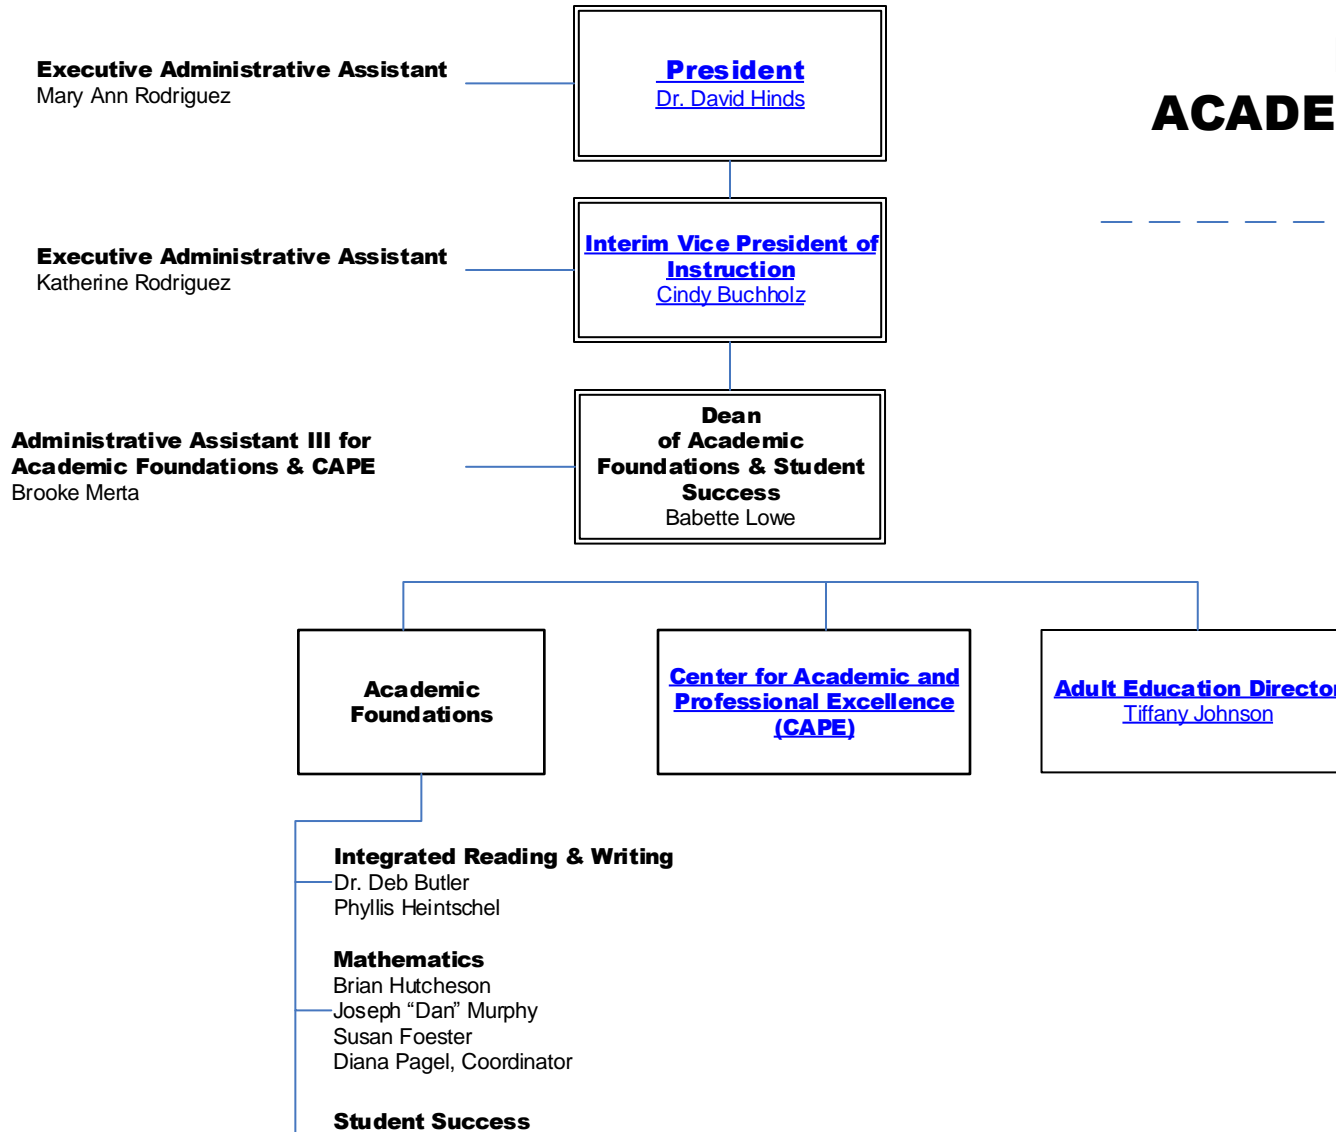 Executive Administrative Assistant
Mary Ann Rodriguez
President
Dr. David Hinds
ACADE
Executive Administrative Assistant
Katherine Rodriguez
Interim Vice President of
Instruction
Cindy Buchholz
Administrative Assistant III for
Academic Foundations & CAPE
Brooke Merta
Dean
of Academic
Foundations & Student
Success
Babette Lowe
Academic
Foundations
Center for Academic and
Professional Excellence
(CAPE)
Adult Education Director
Tiffany Johnson
Integrated Reading & Writing
Dr. Deb Butler
Phyllis Heintschel
Mathematics
Brian Hutcheson
Joseph “Dan” Murphy
Susan Foester
Diana Pagel, Coordinator
Student Success